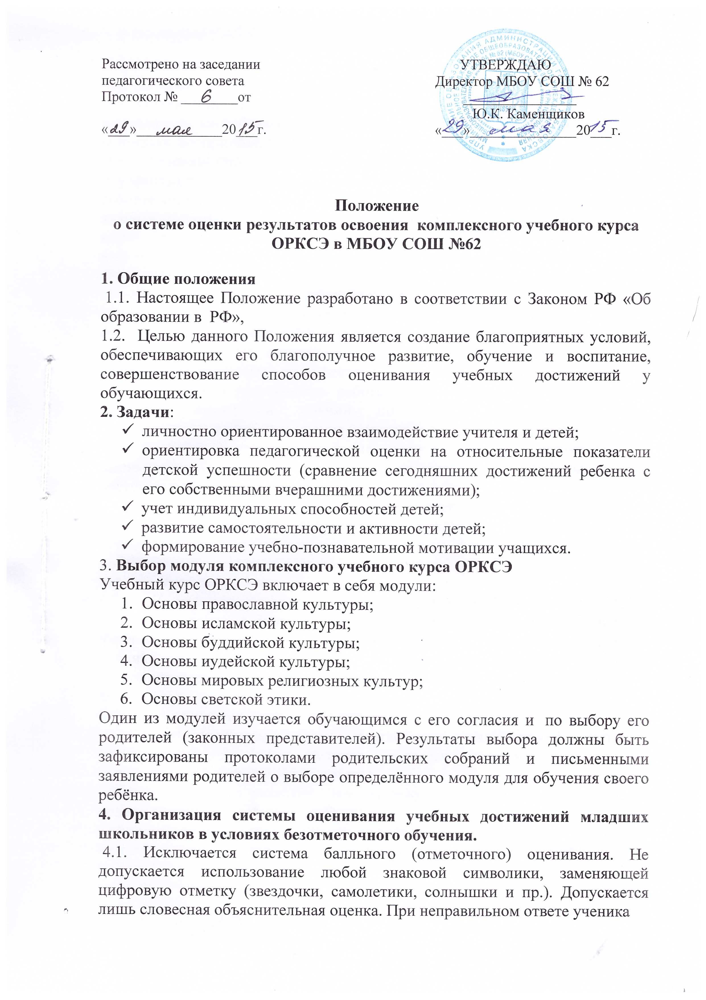 Рассмотрено на заседании
педагогического совета
Протокол № 6 от
«29» мая 2015г.
УТВЕРЖДАЮ
Директор МБОУ СОШ № 62
Ю.К. Каменщиков
«29» мая 2015г.
Положение
о системе оценки результатов освоения комплексного учебного курса
ОРКСЭ в МБОУ СОШ №62
1. Общие положения
1.1. Настоящее Положение разработано в соответствии с Законом РФ «Об
образовании в РФ»,
1.2. Целью данного Положения является создание благоприятных условий,
обеспечивающих его благополучное развитие, обучение и воспитание,
совершенствование способов оценивания учебных достижений у
обучающихся.
2. Задачи:
✓ личностно ориентированное взаимодействие учителя и детей;
✓ ориентировка педагогической оценки на относительные показатели
детской успешности (сравнение сегодняшних достижений ребенка с
его собственными вчерашними достижениями);
✓ учет индивидуальных способностей детей;
✓ развитие самостоятельности и активности детей;
✓ формирование учебно-познавательной мотивации учащихся.
3. Выбор модуля комплексного учебного курса ОРКСЭ
Учебный курс ОРКСЭ включает в себя модули:
1. Основы православной культуры;
2. Основы исламской культуры;
3. Основы буддийской культуры;
4. Основы иудейской культуры;
5. Основы мировых религиозных культур;
6. Основы светской этики.
Один из модулей изучается обучающимся с его согласия и по выбору его
родителей (законных представителей). Результаты выбора должны быть
зафиксированы протоколами родительских собраний и письменными
заявлениями родителей о выборе определённого модуля для обучения своего
ребёнка.
4. Организация системы оценивания учебных достижений младших
школьников в условиях безотметочного обучения.
4.1. Исключается система балльного (отметочного) оценивания. Не
допускается использование любой знаковой символики, заменяющей
цифровую отметку (звездочки, самолетики, солнышки и пр.). Допускается
лишь словесная объяснительная оценка. При неправильном ответе ученика